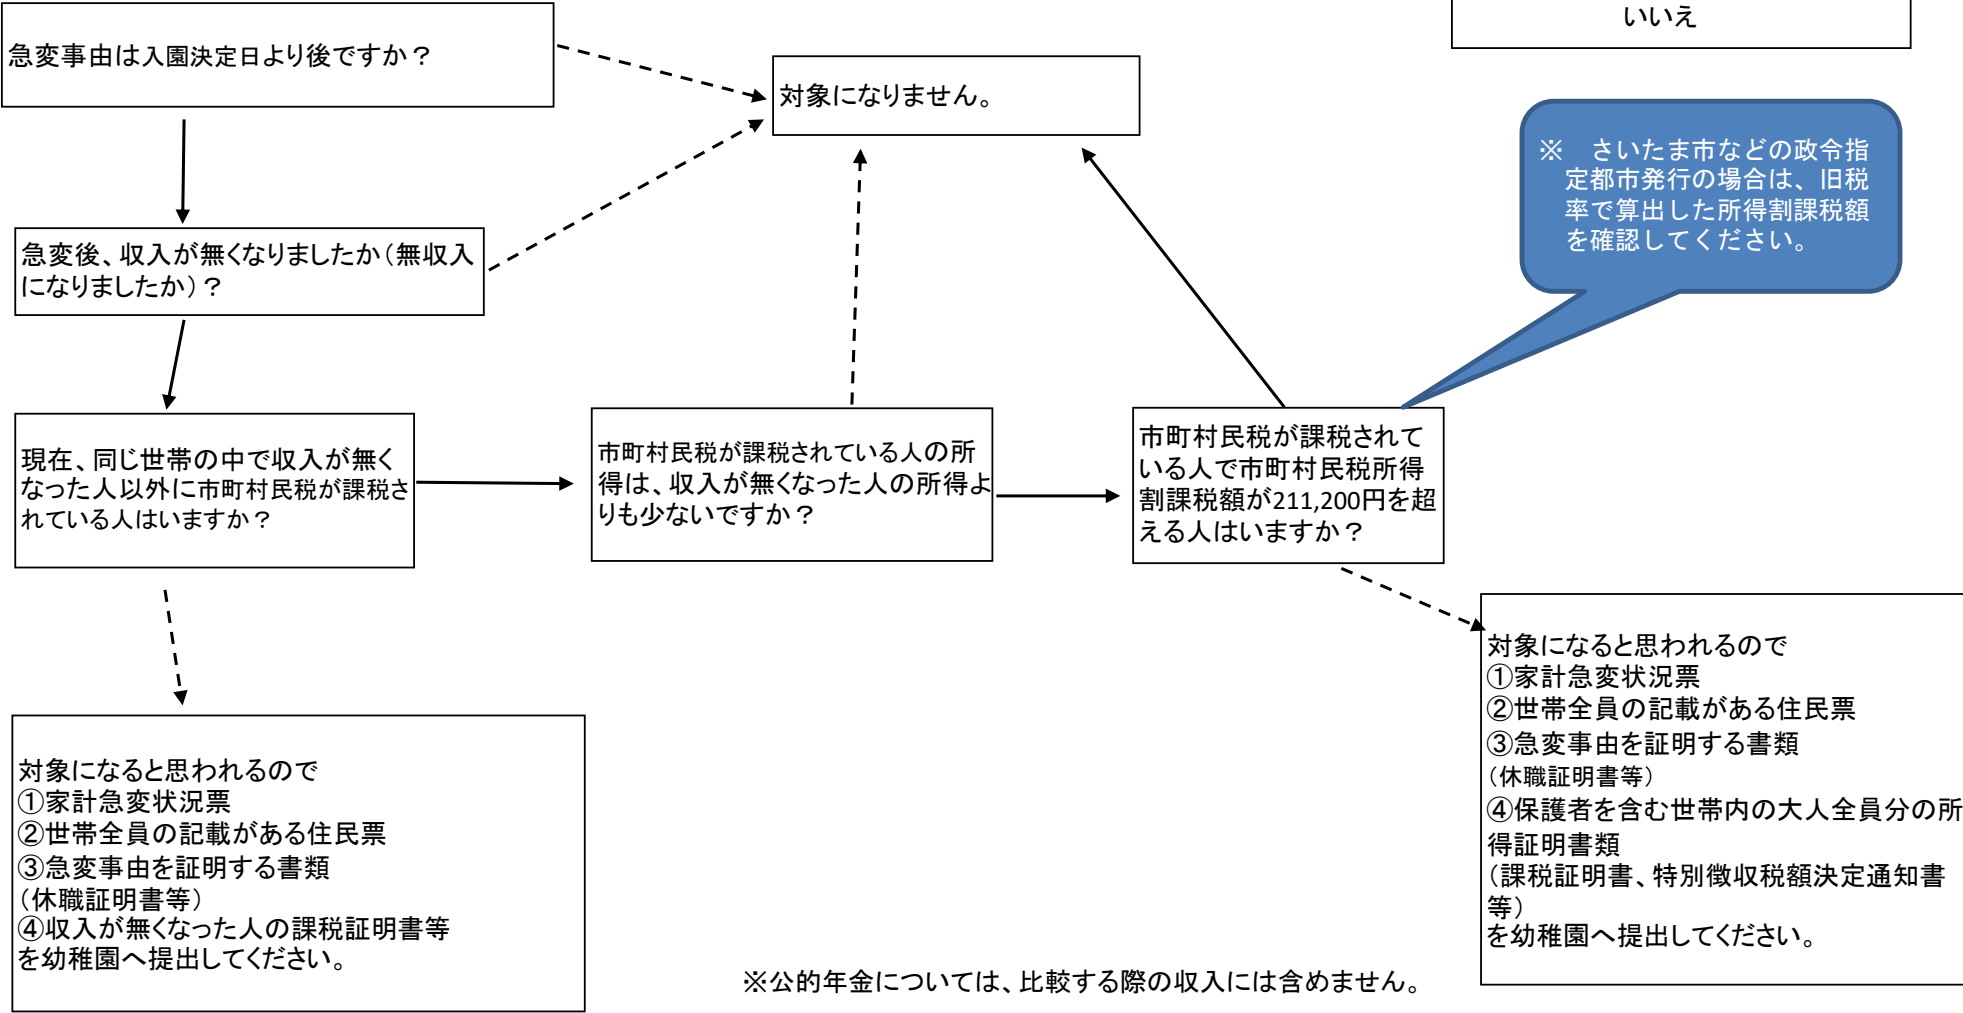 いいえ
急変事由は入園決定日より後ですか？
対象になりません。
※　さいたま市などの政令指
定都市発行の場合は、旧税
率で算出した所得割課税額
を確認してください。
急変後、収入が無くなりましたか（無収入
になりましたか）？
現在、同じ世帯の中で収入が無く
なった人以外に市町村民税が課税さ
れている人はいますか？
市町村民税が課税されている人の所
得は、収入が無くなった人の所得よ
りも少ないですか？
市町村民税が課税されて
いる人で市町村民税所得
割課税額が211,200円を超
える人はいますか？
対象になると思われるので
①家計急変状況票
②世帯全員の記載がある住民票
③急変事由を証明する書類
（休職証明書等）
④収入が無くなった人の課税証明書等
を幼稚園へ提出してください。
対象になると思われるので
①家計急変状況票
②世帯全員の記載がある住民票
③急変事由を証明する書類
（休職証明書等）
④保護者を含む世帯内の大人全員分の所
得証明書類
（課税証明書、特別徴収税額決定通知書
等）
を幼稚園へ提出してください。
※公的年金については、比較する際の収入には含めません。